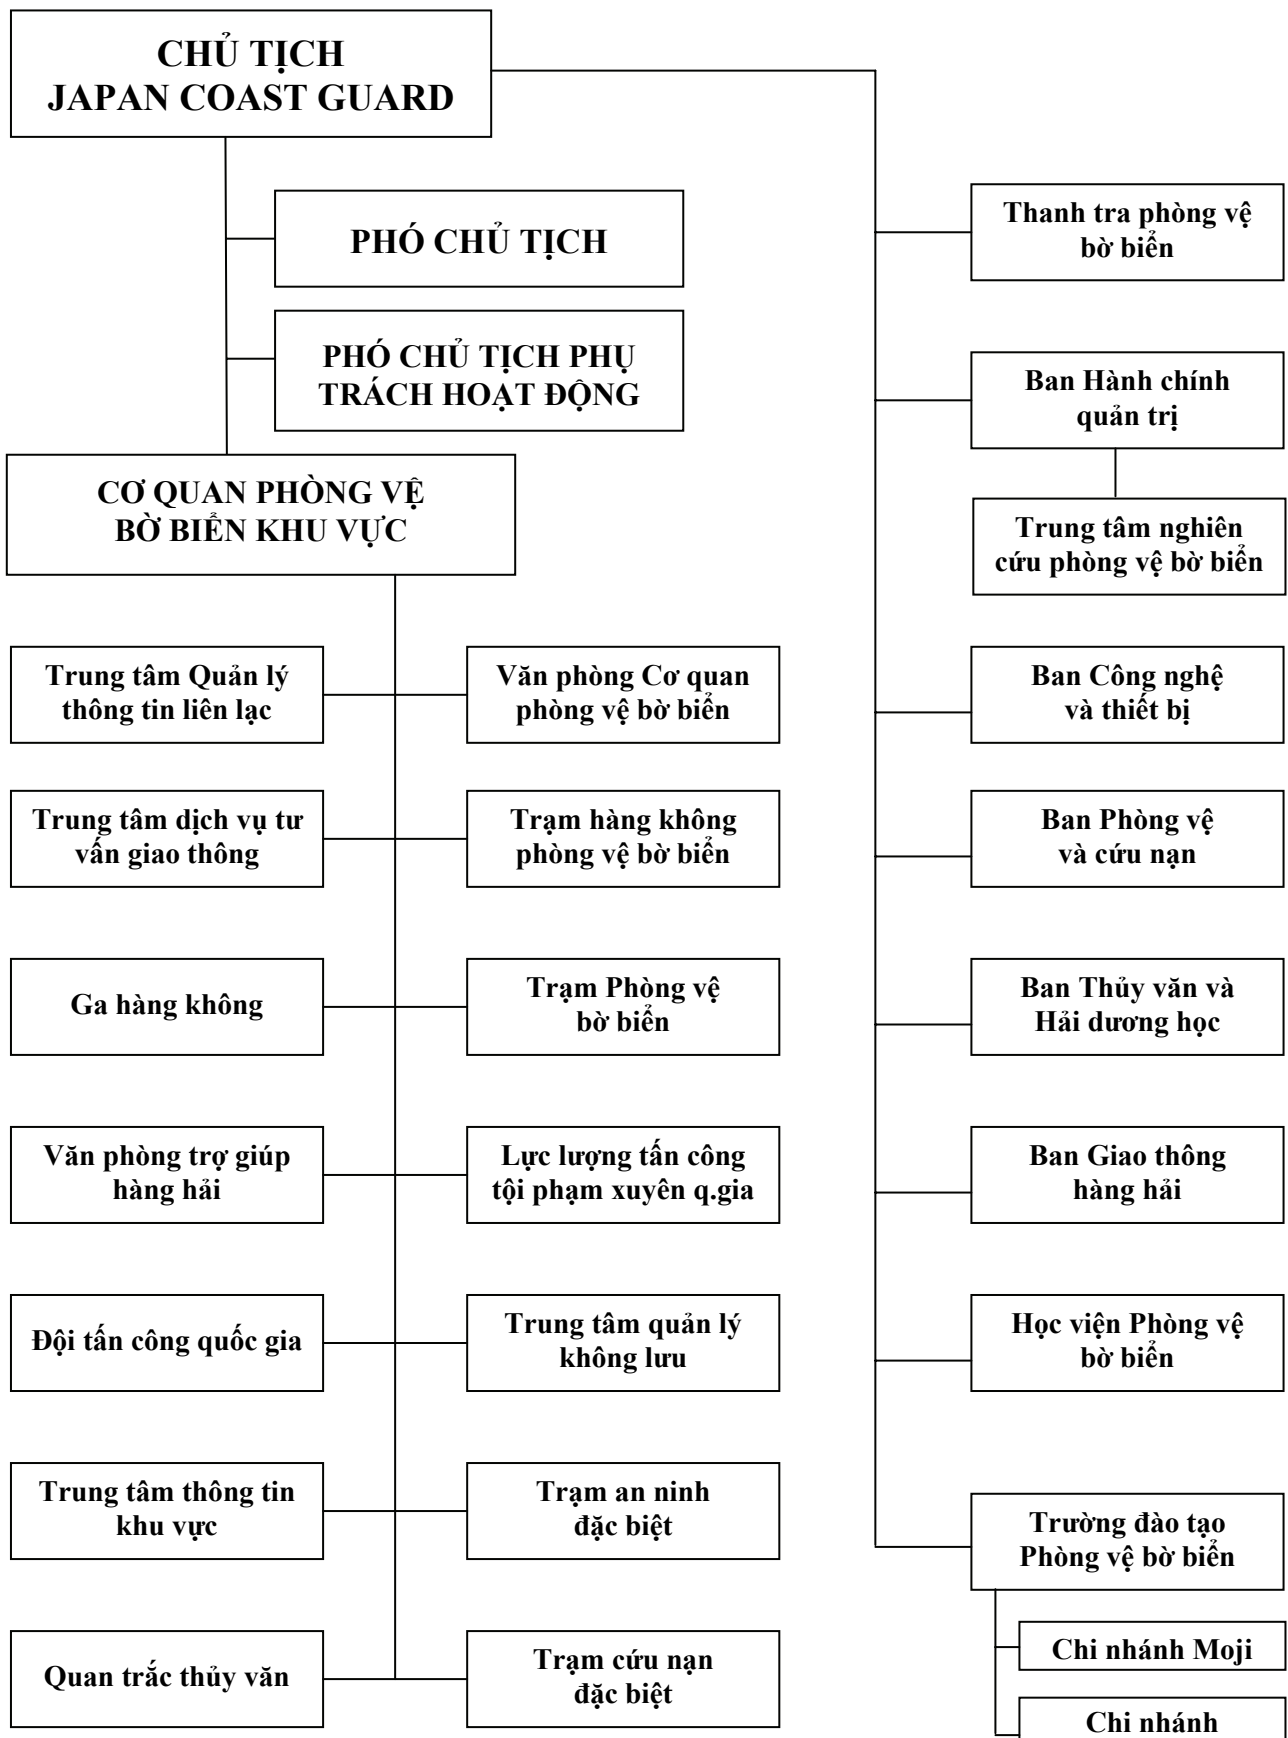 CHỦ TỊCH
JAPAN COAST GUARD
PHÓ CHỦ TỊCH
PHÓ CHỦ TỊCH PHỤ
TRÁCH HOẠT ĐỘNG
CƠ QUAN PHÒNG VỆ
BỜ BIỂN KHU VỰC
Trung tâm Quản lý
thông tin liên lạc
Văn phòng Cơ quan
phòng vệ bờ biển
Trung tâm dịch vụ tư
vấn giao thông
Trạm hàng không
phòng vệ bờ biển
Ga hàng không
Trạm Phòng vệ
bờ biển
Văn phòng trợ giúp
hàng hải
Lực lượng tấn công
tội phạm xuyên q.gia
Đội tấn công quốc gia
Trung tâm quản lý
không lưu
Trung tâm thông tin
khu vực
Trạm an ninh
đặc biệt
Quan trắc thủy văn
Trạm cứu nạn
đặc biệt
Thanh tra phòng vệ
bờ biển
Ban Hành chính
quản trị
Trung tâm nghiên
cứu phòng vệ bờ biển
Ban Công nghệ
và thiết bị
Ban Phòng vệ
và cứu nạn
Ban Thủy văn và
Hải dương học
Ban Giao thông
hàng hải
Học viện Phòng vệ
bờ biển
Trường đào tạo
Phòng vệ bờ biển
Chi nhánh Moji
Chi nhánh